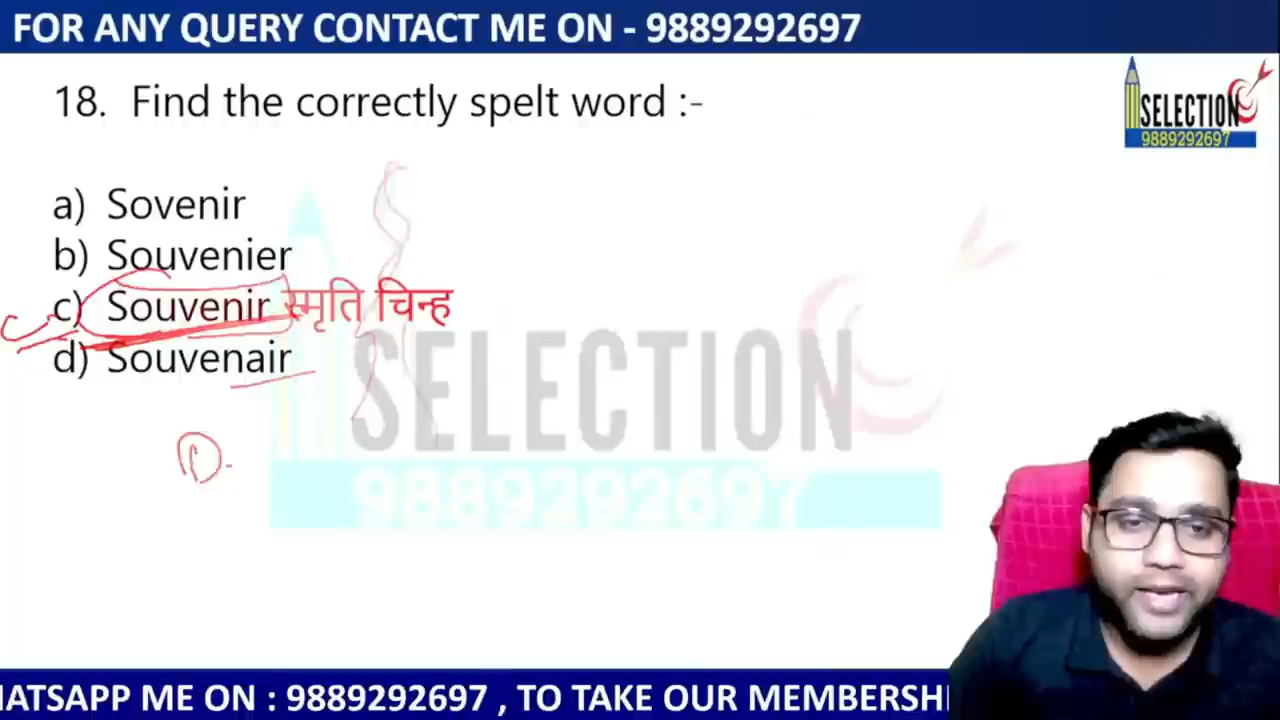 FOR ANY QUERY CONTACT ME ON - 9889292697
SELECTION
9889292697
18. Find the correctly spelt word :-
a) Sovenir
b) Souvenier
c) Souvenir स्मृति चिन्ह
d) Souvenair
SELECTION
9889292697
HATSAPP ME ON : 9889292697 , TO TAKE OUR MEMBERSHI